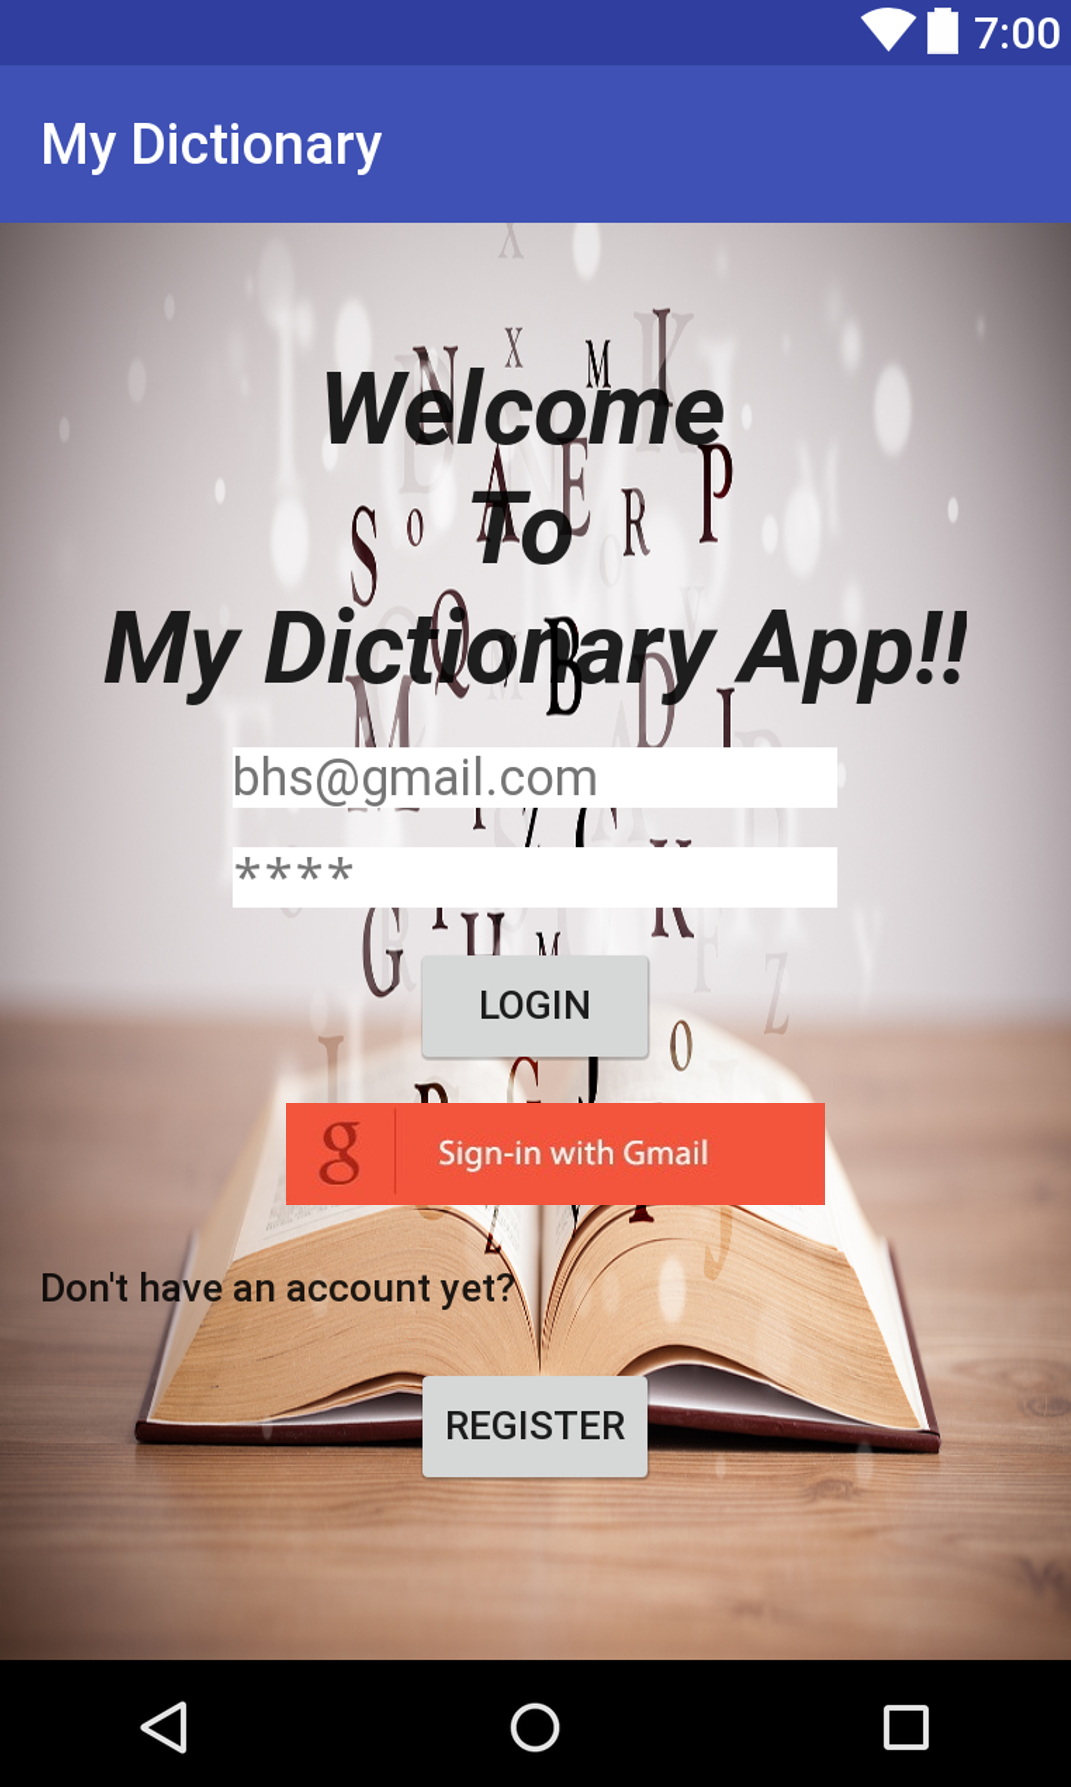 7:00
My Dictionary
Welcome
To
My Dictionary App!!
bhs@gmail.com
****
LOGIN
g Sign-in with Gmail
Don't have an account yet?
REGISTER